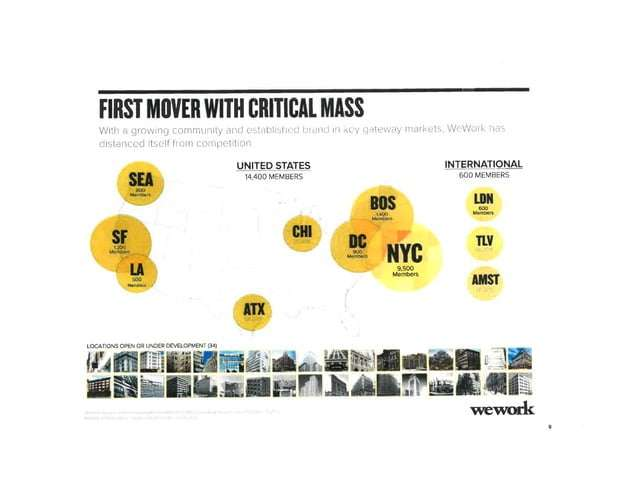 FIRST MOVER WITH CRITICAL MASS
With a growing community and established brand in key gateway markets, WeWork has
distanced itself from competition
UNITED STATES
14,400 MEMBERS
INTERNATIONAL
600 MEMBERS
SEA
Members
SF
Members
LA
500
Members
CHI
ATX
BOS
1,400
Members
DC
900
Members
NYC
9,500
Members
LDN
600
Members
TLV
AMST
LOCATIONS OPEN OR UNDER DEVELOPMENT (34)
wework